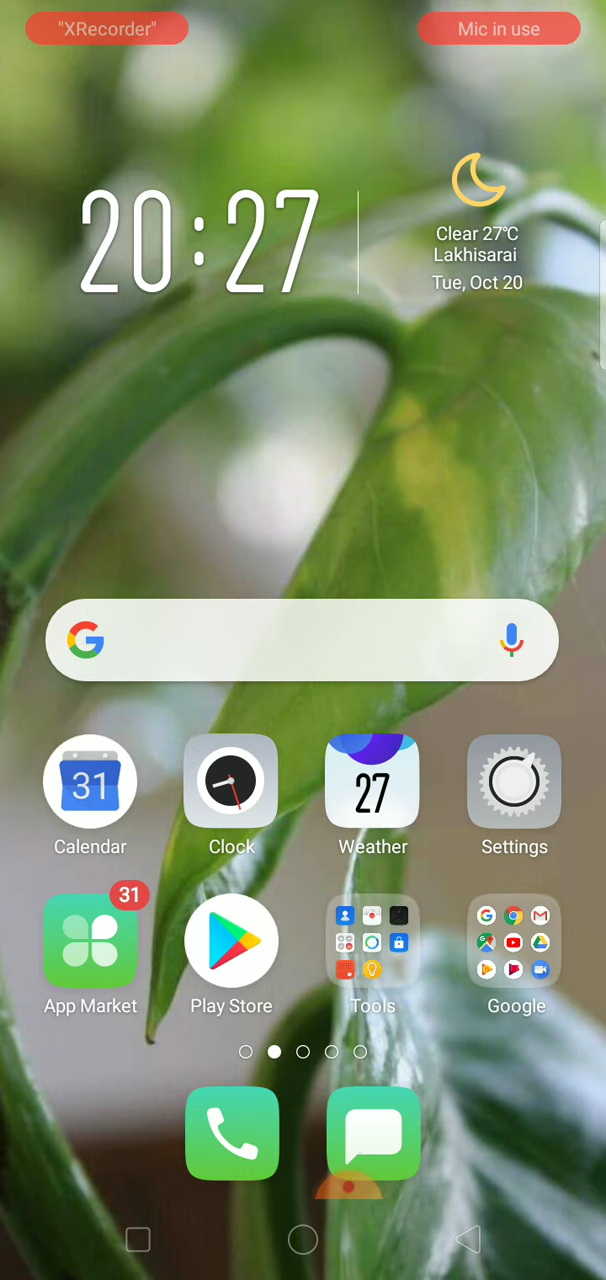 "XRecorder"
Mic in use
20:27
Clear 27℃
Lakhisarai
Tue, Oct 20
31
27
Calendar
Clock
Weather
Settings
31
App Market
Play Store
Tools
Google